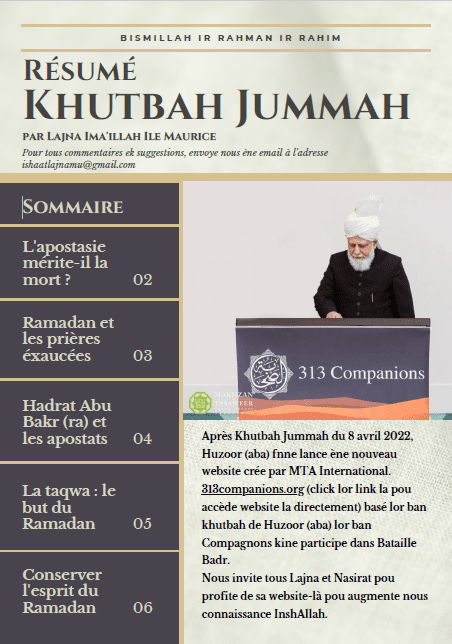 BISMILLAH IR RAHMAN IR RAHIM
RÉSUMÉ
KHUTBAH JUMMAH
PAR LAJNA IMA'ILLAH ILE MAURICE
Pour tous commentaires ek suggestions, envoye nous ène email à l'adresse
ishaatlajnamu@gmail.com
SOMMAIRE
L'apostasie
mérite-il la
mort ? 02
Ramadan et
les prières
éxaucées 03
Hadrat Abu
Bakr (ra) et
les apostats 04
La taqwa : le
but du
Ramadan 05
Conserver
l'esprit du
Ramadan 06
313 Companions
MAKHZAN
TASAWEER
Après Khutbah Jummah du 8 avril 2022,
Huzoor (aba) fnne lance ène nouveau
website crée par MTA International.
313companions.org (click lor link la pou
accède website la directement) basé lor ban
khutbah de Huzoor (aba) lor ban
Compagnons kine participe dans Bataille
Badr.
Nous invite tous Lajna et Nasirat pou
profite de sa website-là pou augmente nous
connaissance InshAllah.